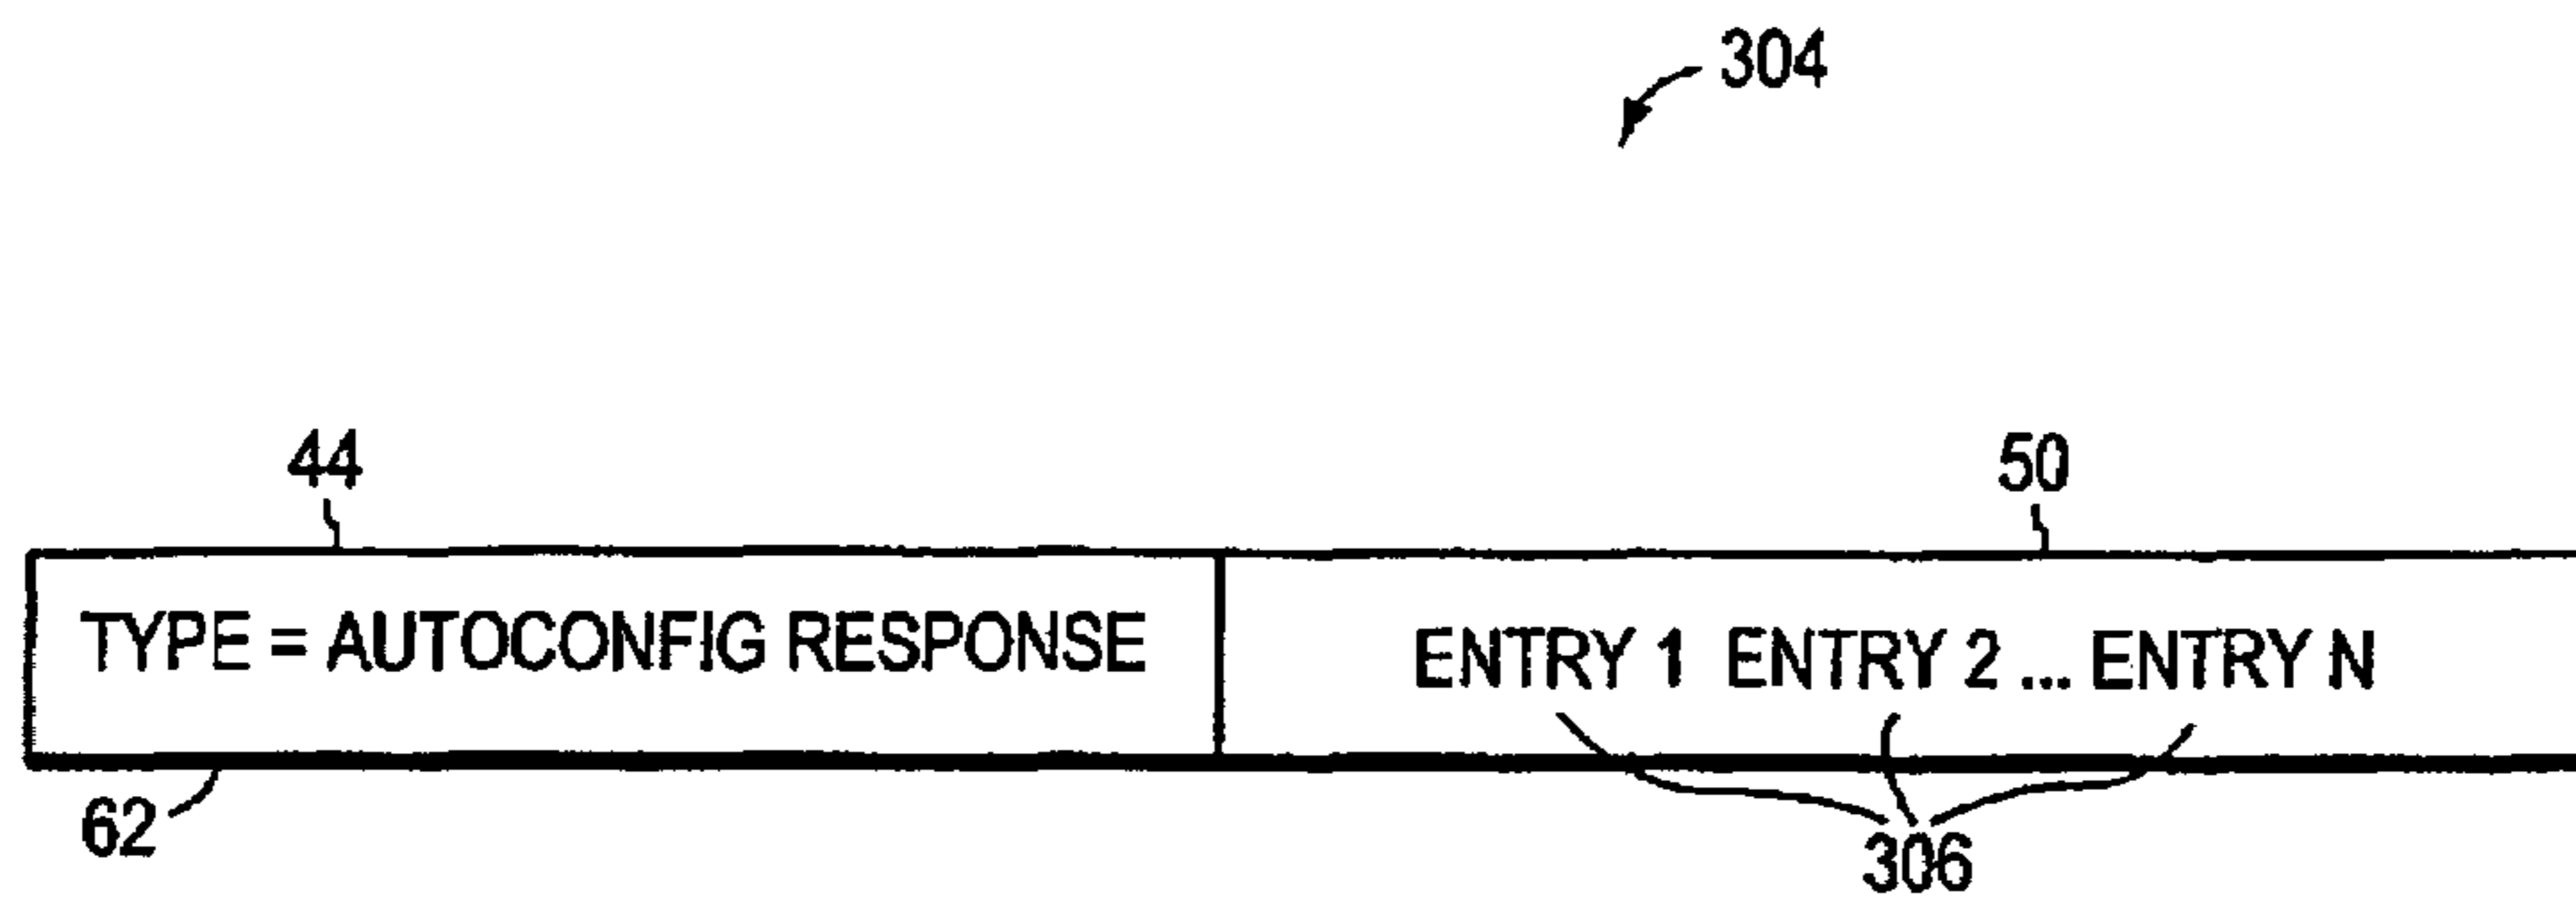 304
44
50
TYPE = AUTOCONFIG RESPONSE
ENTRY 1 ENTRY 2 ... ENTRY N
62
306